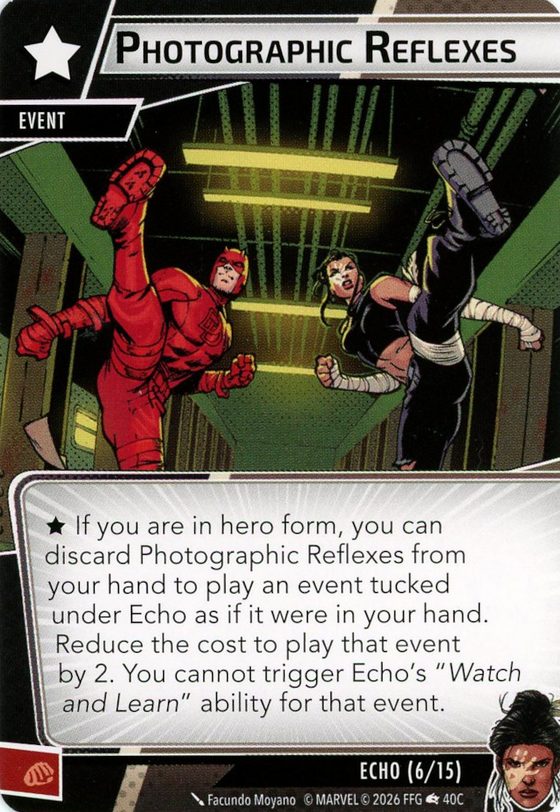 PHOTOGRAPHIC REFLEXES
EVENT
★ If you are in hero form, you can
discard Photographic Reflexes from
your hand to play an event tucked
under Echo as if it were in your hand.
Reduce the cost to play that event
by 2. You cannot trigger Echo's "Watch
and Learn" ability for that event.
ECHO (6/15)
Facundo Moyano © MARVEL © 2026 FFG 40C